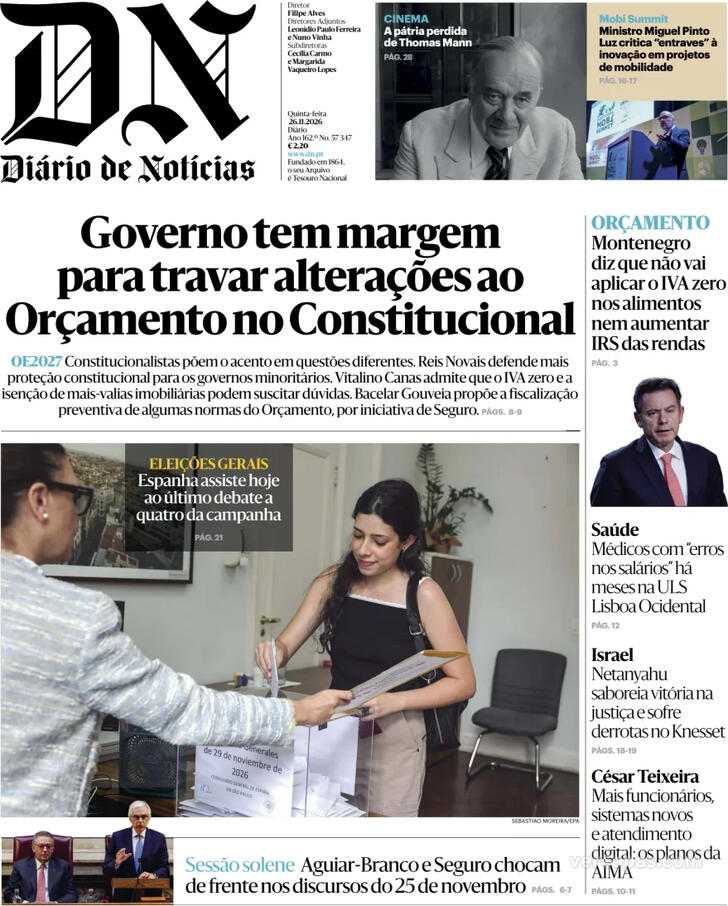 DN
Diário de Notícias
Diretor
Filipe Alves
Diretores Adjuntos
Leonídio Paulo Ferreira
e Nuno Vinha
Subdiretoras
Cecília Carmo
e Margarida
Vaqueiro Lopes
Quinta-feira
26.11.2026
Diário
Ano 162.º No. 57 347
€ 2,20
www.dn.pt
Fundado em 1864,
o seu Arquivo
é Tesouro Nacional
CINEMA
A pátria perdida
de Thomas Mann
PÁG. 28
Mobi Summit
Ministro Miguel Pinto
Luz critica “entraves” à
inovação em projetos
de mobilidade
PÁG. 16-17
Governo tem margem
para travar alterações ao
Orçamento no Constitucional
OE2027 Constitucionalistas põem o acento em questões diferentes. Reis Novais defende mais
proteção constitucional para os governos minoritários. Vitalino Canas admite que o IVA zero e a
isenção de mais-valias imobiliárias podem suscitar dúvidas. Bacelar Gouveia propõe a fiscalização
preventiva de algumas normas do Orçamento, por iniciativa de Seguro. PÁGS. 8-9
ORÇAMENTO
Montenegro
diz que não vai
aplicar o IVA zero
nos alimentos
nem aumentar
IRS das rendas
PÁG. 3
ELEIÇÕES GERAIS
Espanha assiste hoje
ao último debate a
quatro da campanha
PÁG. 21
Generales
de 29 de noviembre de
2026
CONSULADO GENERAL DE ESPAÑA
EN SÃO PAULO
SEBASTIAO MOREIRA/EPA
Saúde
Médicos com “erros
nos salários” há
meses na ULS
Lisboa Ocidental
PÁG. 12
Israel
Netanyahu
saboreia vitória na
justiça e sofre
derrotas no Knesset
PÁGS. 18-19
César Teixeira
Mais funcionários,
sistemas novos
e atendimento
digital: os planos da
AIMA
PÁGS. 10-11
Sessão solene Aguiar-Branco e Seguro chocam
de frente nos discursos do 25 de novembro PÁGS. 6-7